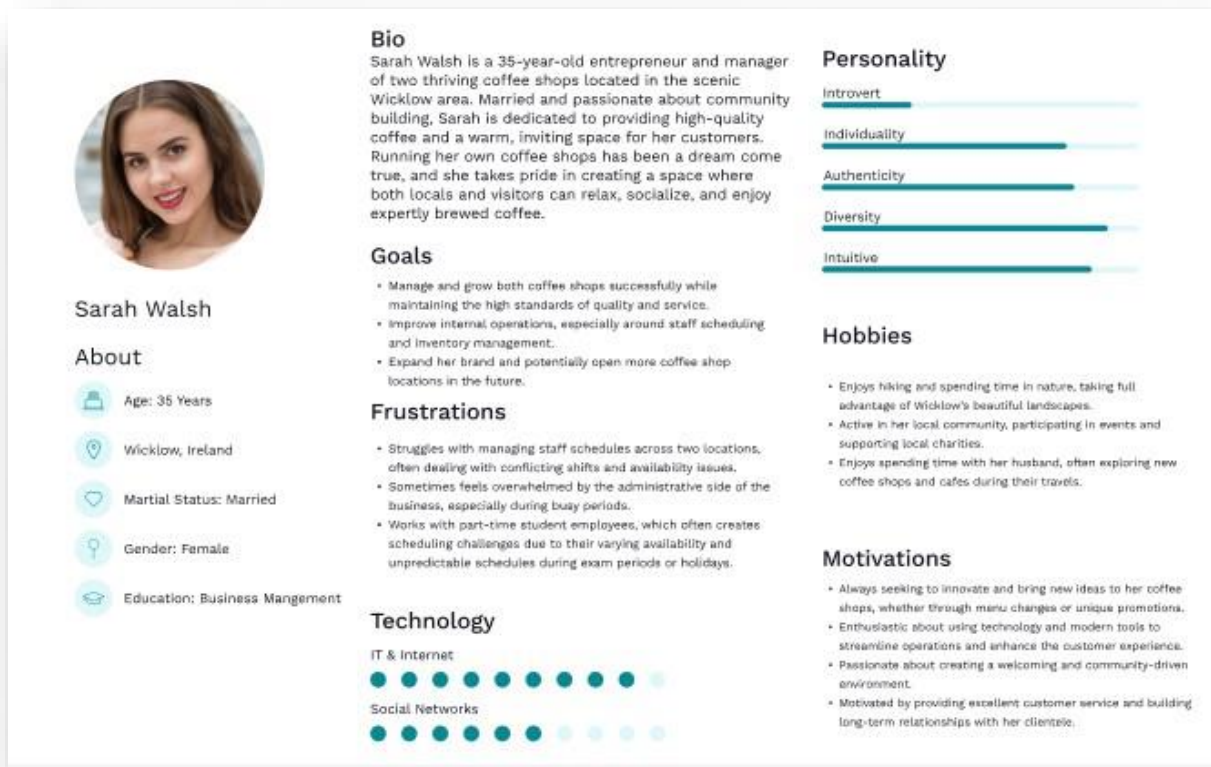 Sarah Walsh
About
Age: 35 Years
Wicklow, Ireland
Martial Status: Married
Gender: Female
Education: Business Mangement
Bio
Sarah Walsh is a 35-year-old entrepreneur and manager
of two thriving coffee shops located in the scenic
Wicklow area. Married and passionate about community
building, Sarah is dedicated to providing high-quality
coffee and a warm, inviting space for her customers.
Running her own coffee shops has been a dream come
true, and she takes pride in creating a space where
both locals and visitors can relax, socialize, and enjoy
expertly brewed coffee.
Goals
• Manage and grow both coffee shops successfully while
maintaining the high standards of quality and service.
• Improve internal operations, especially around staff scheduling
and inventory management.
• Expand her brand and potentially open more coffee shop
locations in the future.
Frustrations
• Struggles with managing staff schedules across two locations,
often dealing with conflicting shifts and availability issues.
• Sometimes feels overwhelmed by the administrative side of the
business, especially during busy periods.
• Works with part-time student employees, which often creates
scheduling challenges due to their varying availability and
unpredictable schedules during exam periods or holidays.
Technology
IT & Internet
Social Networks
Personality
Introvert
Individuality
Authenticity
Diversity
Intuitive
Hobbies
• Enjoys hiking and spending time in nature, taking full
advantage of Wicklow's beautiful landscapes.
• Active in her local community, participating in events and
supporting local charities.
• Enjoys spending time with her husband, often exploring new
coffee shops and cafes during their travels.
Motivations
• Always seeking to innovate and bring new ideas to her coffee
shops, whether through menu changes or unique promotions.
• Enthusiastic about using technology and modern tools to
streamline operations and enhance the customer experience.
• Passionate about creating a welcoming and community-driven
environment.
• Motivated by providing excellent customer service and building
long-term relationships with her clientele.